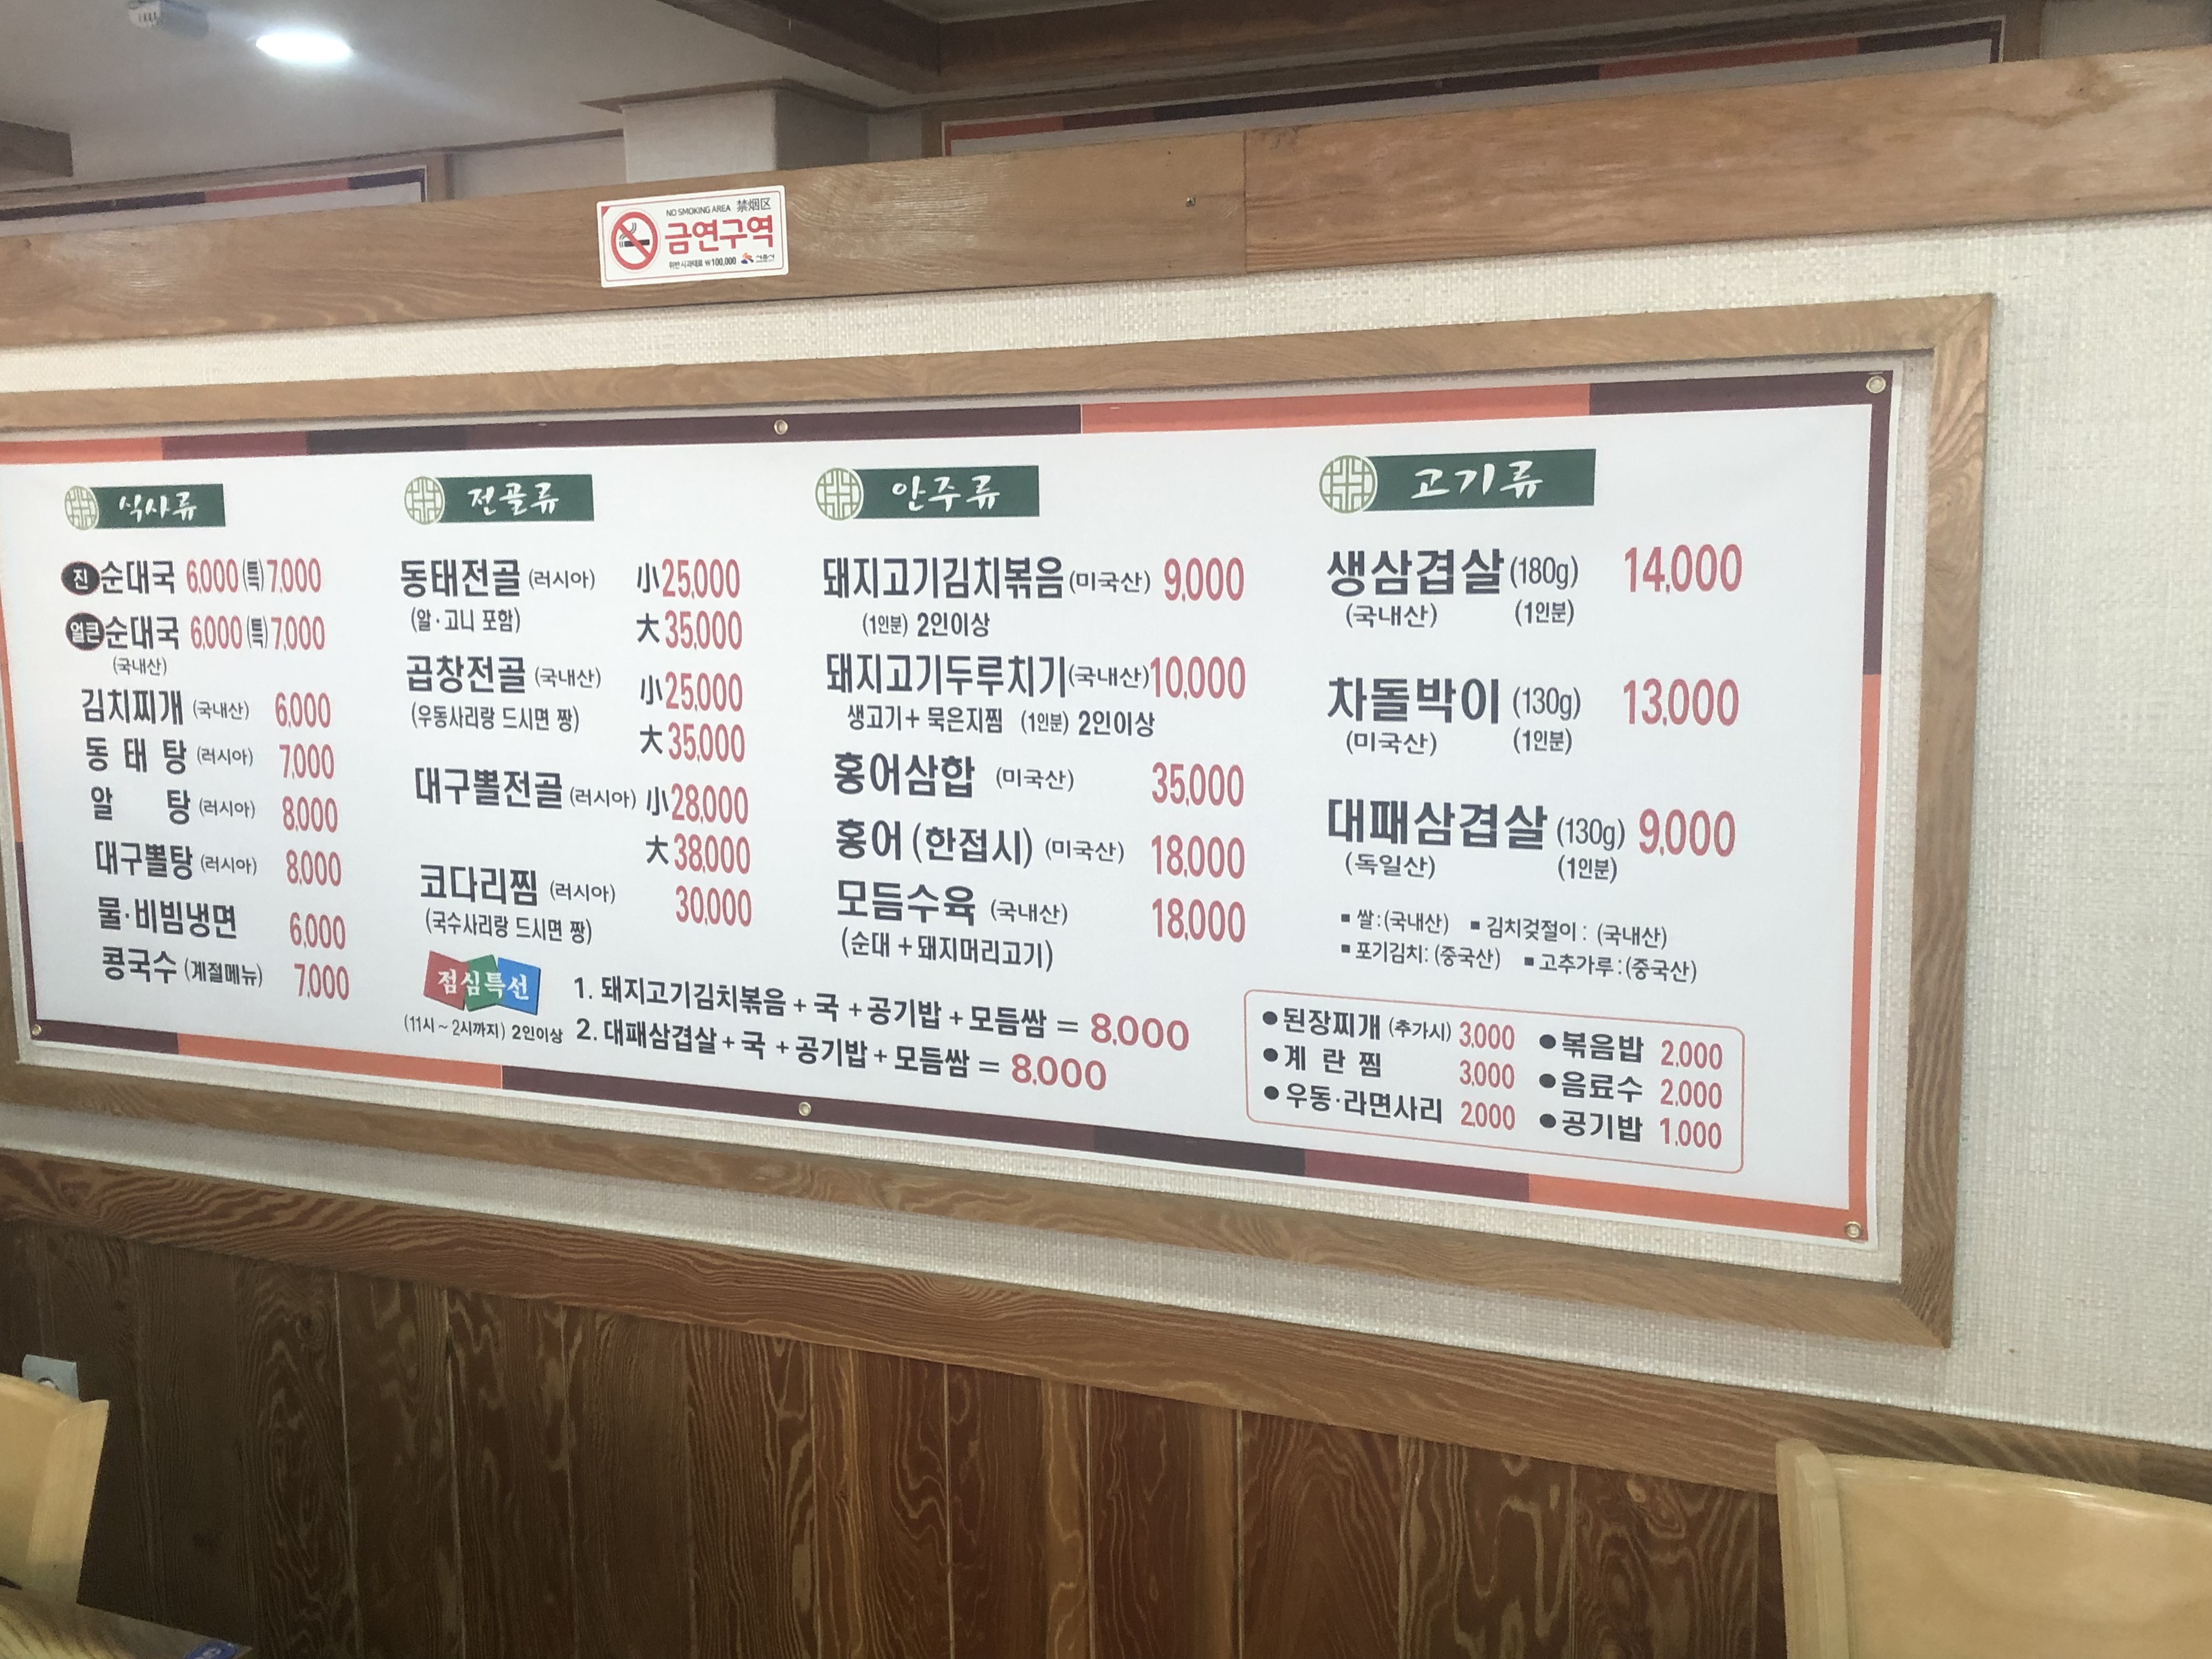 NO SMOKING AREA 禁烟区
금연구역
위반시과태료 ₩100,000
식사류
진 순대국 6,000 (특) 7,000
얼큰 순대국 6,000 (특) 7,000
(국내산)
김치찌개 (국내산) 6,000
동 태 탕 (러시아) 7,000
알 탕 (러시아) 8,000
대구뽈탕 (러시아) 8,000
물·비빔냉면 6,000
콩국수 (계절메뉴) 7,000
전골류
동태전골 (러시아) 小 25,000
(알·고니 포함) 大 35,000
곱창전골 (국내산) 小 25,000
(우동사리랑 드시면 짱) 大 35,000
대구뽈전골 (러시아) 小 28,000
大 38,000
코다리찜 (러시아) 30,000
(국수사리랑 드시면 짱)
안주류
돼지고기김치볶음 (미국산) 9,000
(1인분) 2인이상
돼지고기두루치기 (국내산) 10,000
생고기+ 묵은지찜 (1인분) 2인이상
홍어삼합 (미국산) 35,000
홍어 (한접시) (미국산) 18,000
모듬수육 (국내산) 18,000
(순대 + 돼지머리고기)
고기류
생삼겹살 (180g) 14,000
(국내산) (1인분)
차돌박이 (130g) 13,000
(미국산) (1인분)
대패삼겹살 (130g) 9,000
(독일산) (1인분)
▪ 쌀:(국내산) ▪ 김치겉절이 : (국내산)
▪ 포기김치: (중국산) ▪ 고추가루:(중국산)
점심특선
(11시 ~ 2시까지) 2인이상
1. 돼지고기김치볶음 + 국 + 공기밥 + 모듬쌈 = 8,000
2. 대패삼겹살 + 국 + 공기밥 + 모듬쌈 = 8,000
●된장찌개 (추가시) 3,000 ●볶음밥 2,000
●계 란 찜 3,000 ●음료수 2,000
●우동·라면사리 2,000 ●공기밥 1,000